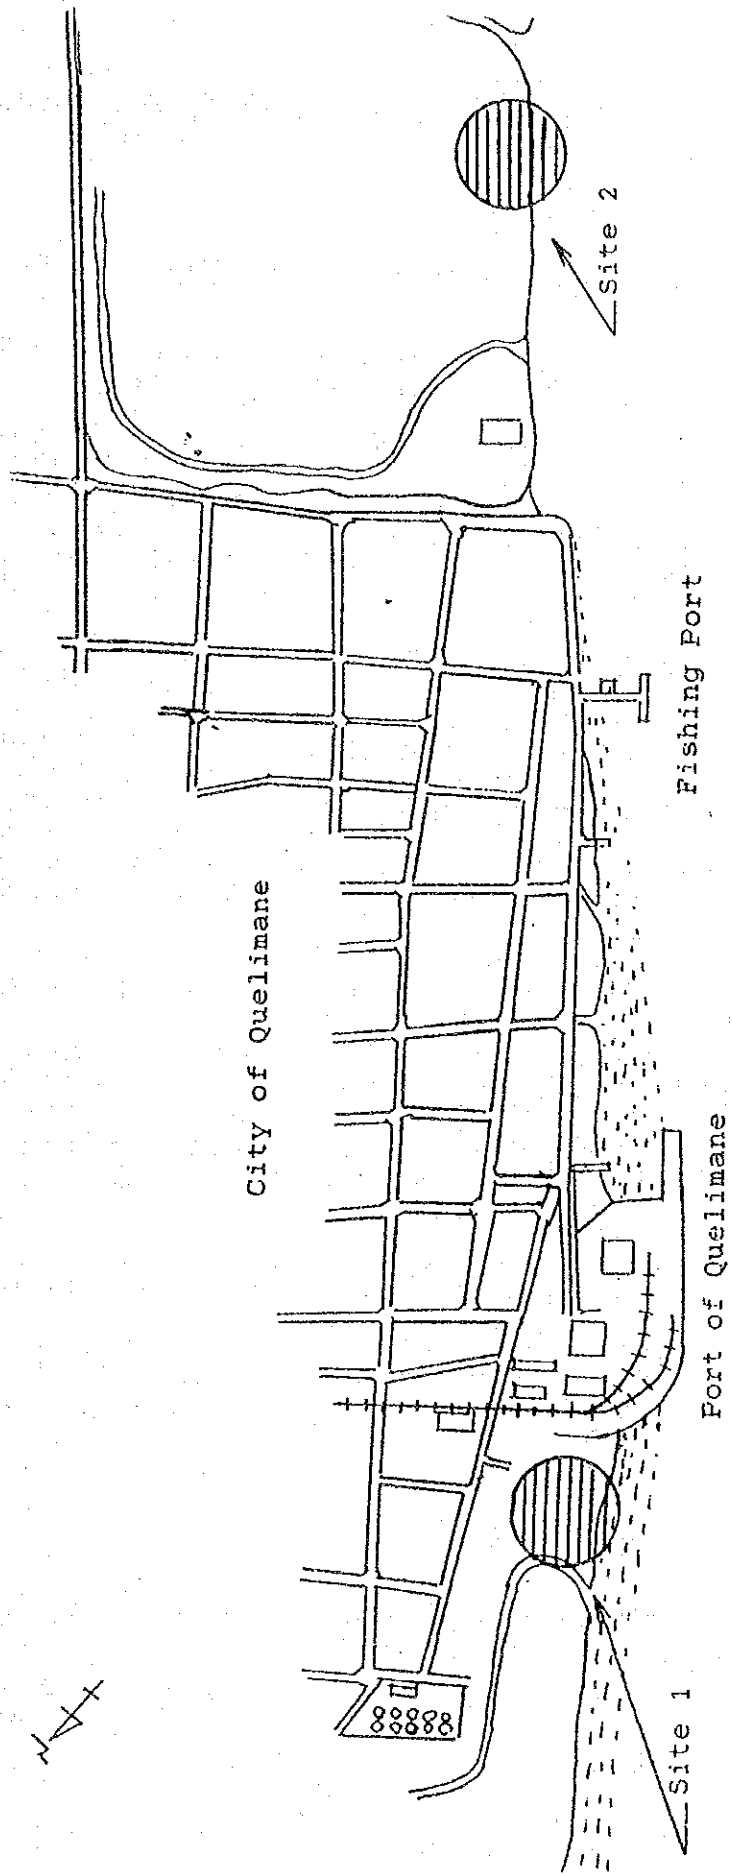 City of Quelimane
Site 1
Port of Quelimane
Fishing Port
Site 2
N